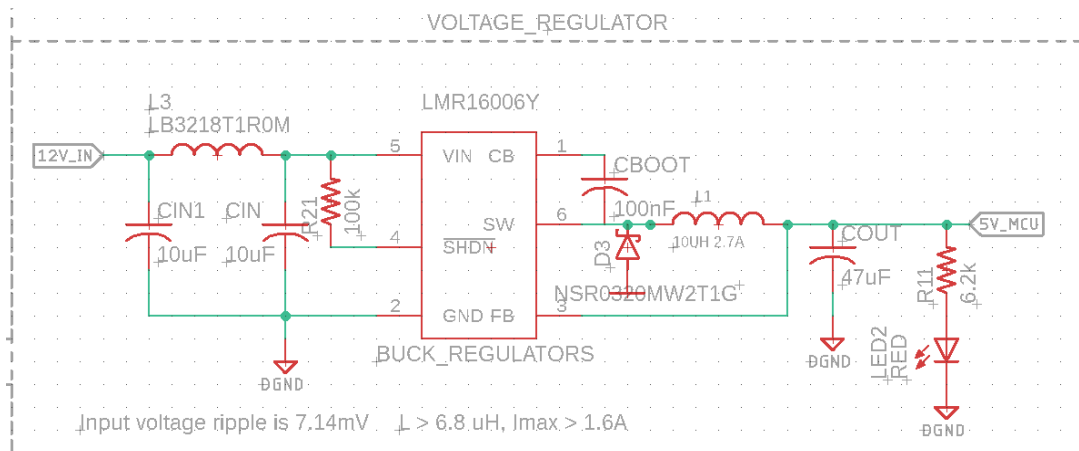 VOLTAGE_REGULATOR
L3
LB3218T1R0M
LMR16006Y
12V_IN
5
VIN
CB
1
CBOOT
100nF
CIN1
10uF
CIN
10uF
R21
100k
4
SHDN
SW
6
L1
10UH 2.7A
D3
NSR0320MW2T1G
5V_MCU
COUT
47uF
R11
6.2k
2
GND
FB
3
BUCK_REGULATORS
DGND
DGND
LED2
RED
DGND
Input voltage ripple is 7.14mV
L > 6.8 uH, Imax > 1.6A